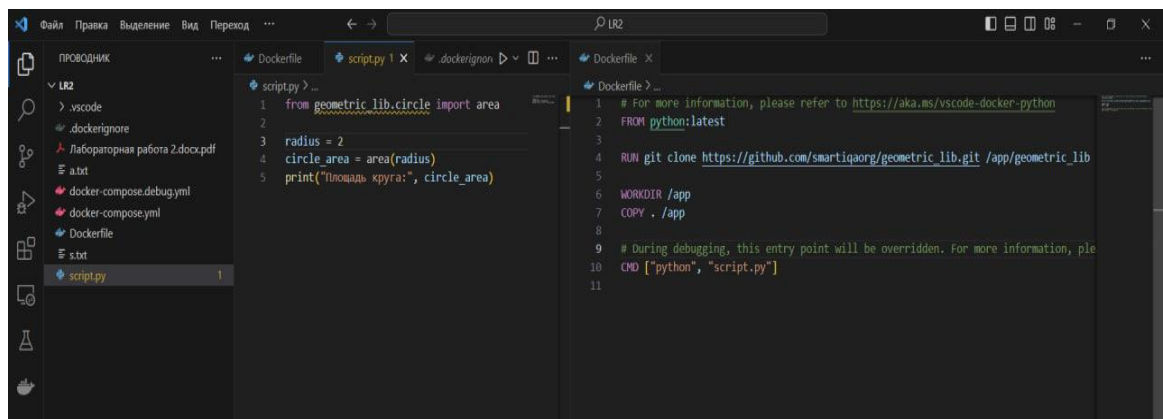 Файл Правка Выделение Вид Переход ···
LR2
ПРОВОДНИК ···
LR2
.vscode
.dockerignore
Лабораторная работа 2.docx.pdf
a.txt
docker-compose.debug.yml
docker-compose.yml
Dockerfile
s.txt
script.py 1
Dockerfile script.py 1 .dockerignore ···
script.py > ...
1 from geometric_lib.circle import area
2
3 radius = 2
4 circle_area = area(radius)
5 print("Площадь круга:", circle_area)
Dockerfile ···
Dockerfile > ...
1 # For more information, please refer to https://aka.ms/vscode-docker-python
2 FROM python:latest
3
4 RUN git clone https://github.com/smartiqaorg/geometric_lib.git /app/geometric_lib
5
6 WORKDIR /app
7 COPY . /app
8
9 # During debugging, this entry point will be overridden. For more information, ple
10 CMD ["python", "script.py"]
11